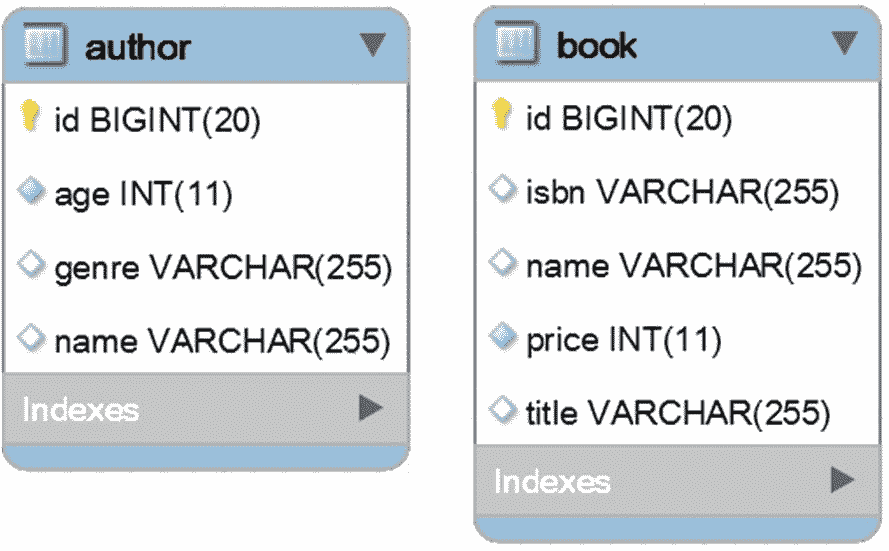 author
id BIGINT(20)
age INT(11)
genre VARCHAR(255)
name VARCHAR(255)
Indexes
book
id BIGINT(20)
isbn VARCHAR(255)
name VARCHAR(255)
price INT(11)
title VARCHAR(255)
Indexes